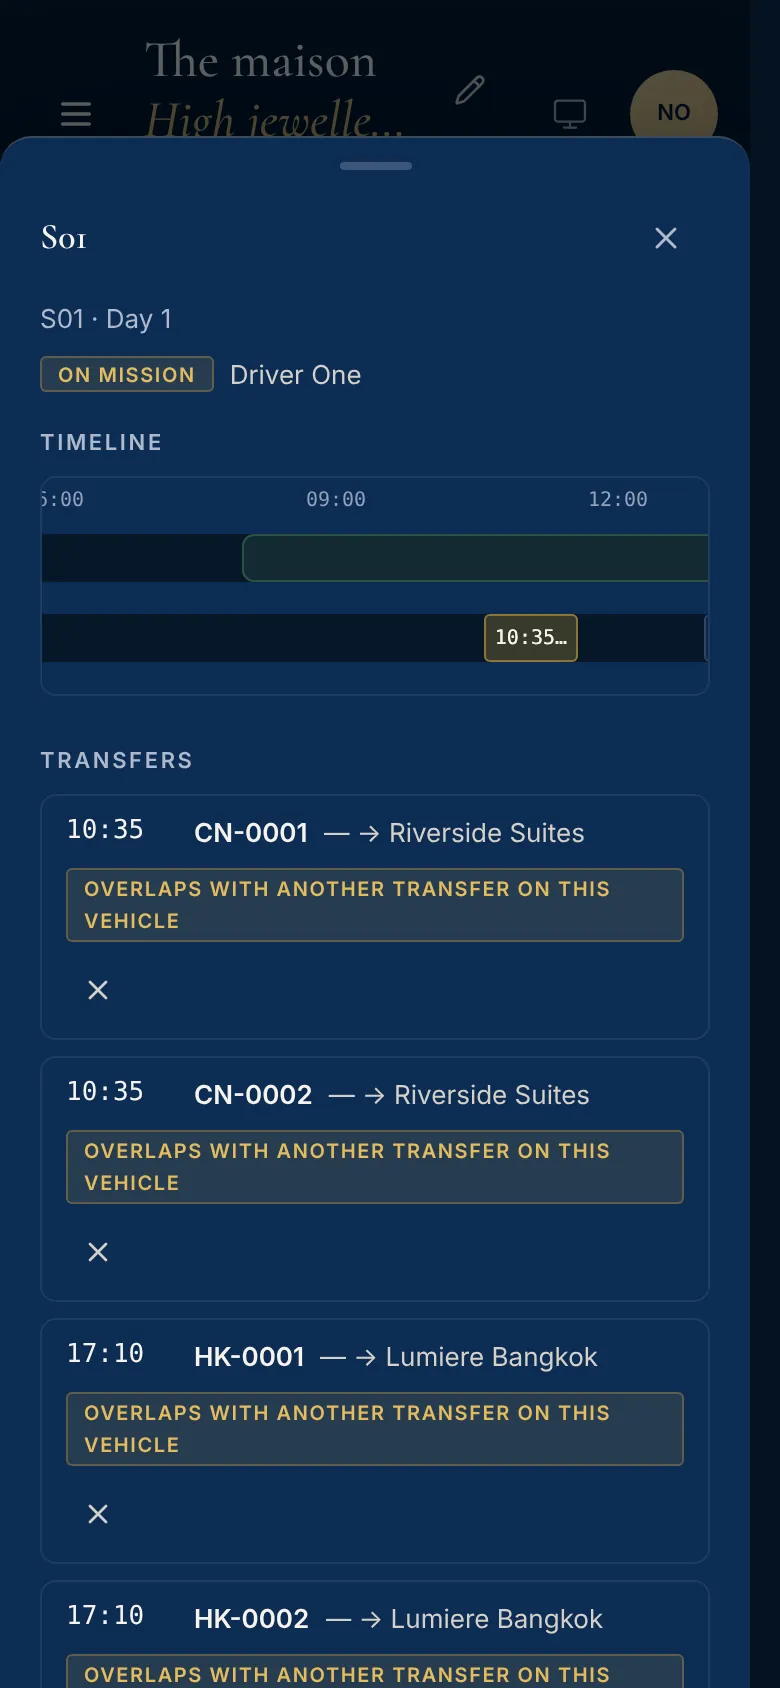 The maison
High jewelle...
NO
S01
S01 · Day 1
ON MISSION Driver One
TIMELINE
:00 09:00 12:00
10:35…
TRANSFERS
10:35 CN-0001 — → Riverside Suites
OVERLAPS WITH ANOTHER TRANSFER ON THIS
VEHICLE
10:35 CN-0002 — → Riverside Suites
OVERLAPS WITH ANOTHER TRANSFER ON THIS
VEHICLE
17:10 HK-0001 — → Lumiere Bangkok
OVERLAPS WITH ANOTHER TRANSFER ON THIS
VEHICLE
17:10 HK-0002 — → Lumiere Bangkok
OVERLAPS WITH ANOTHER TRANSFER ON THIS